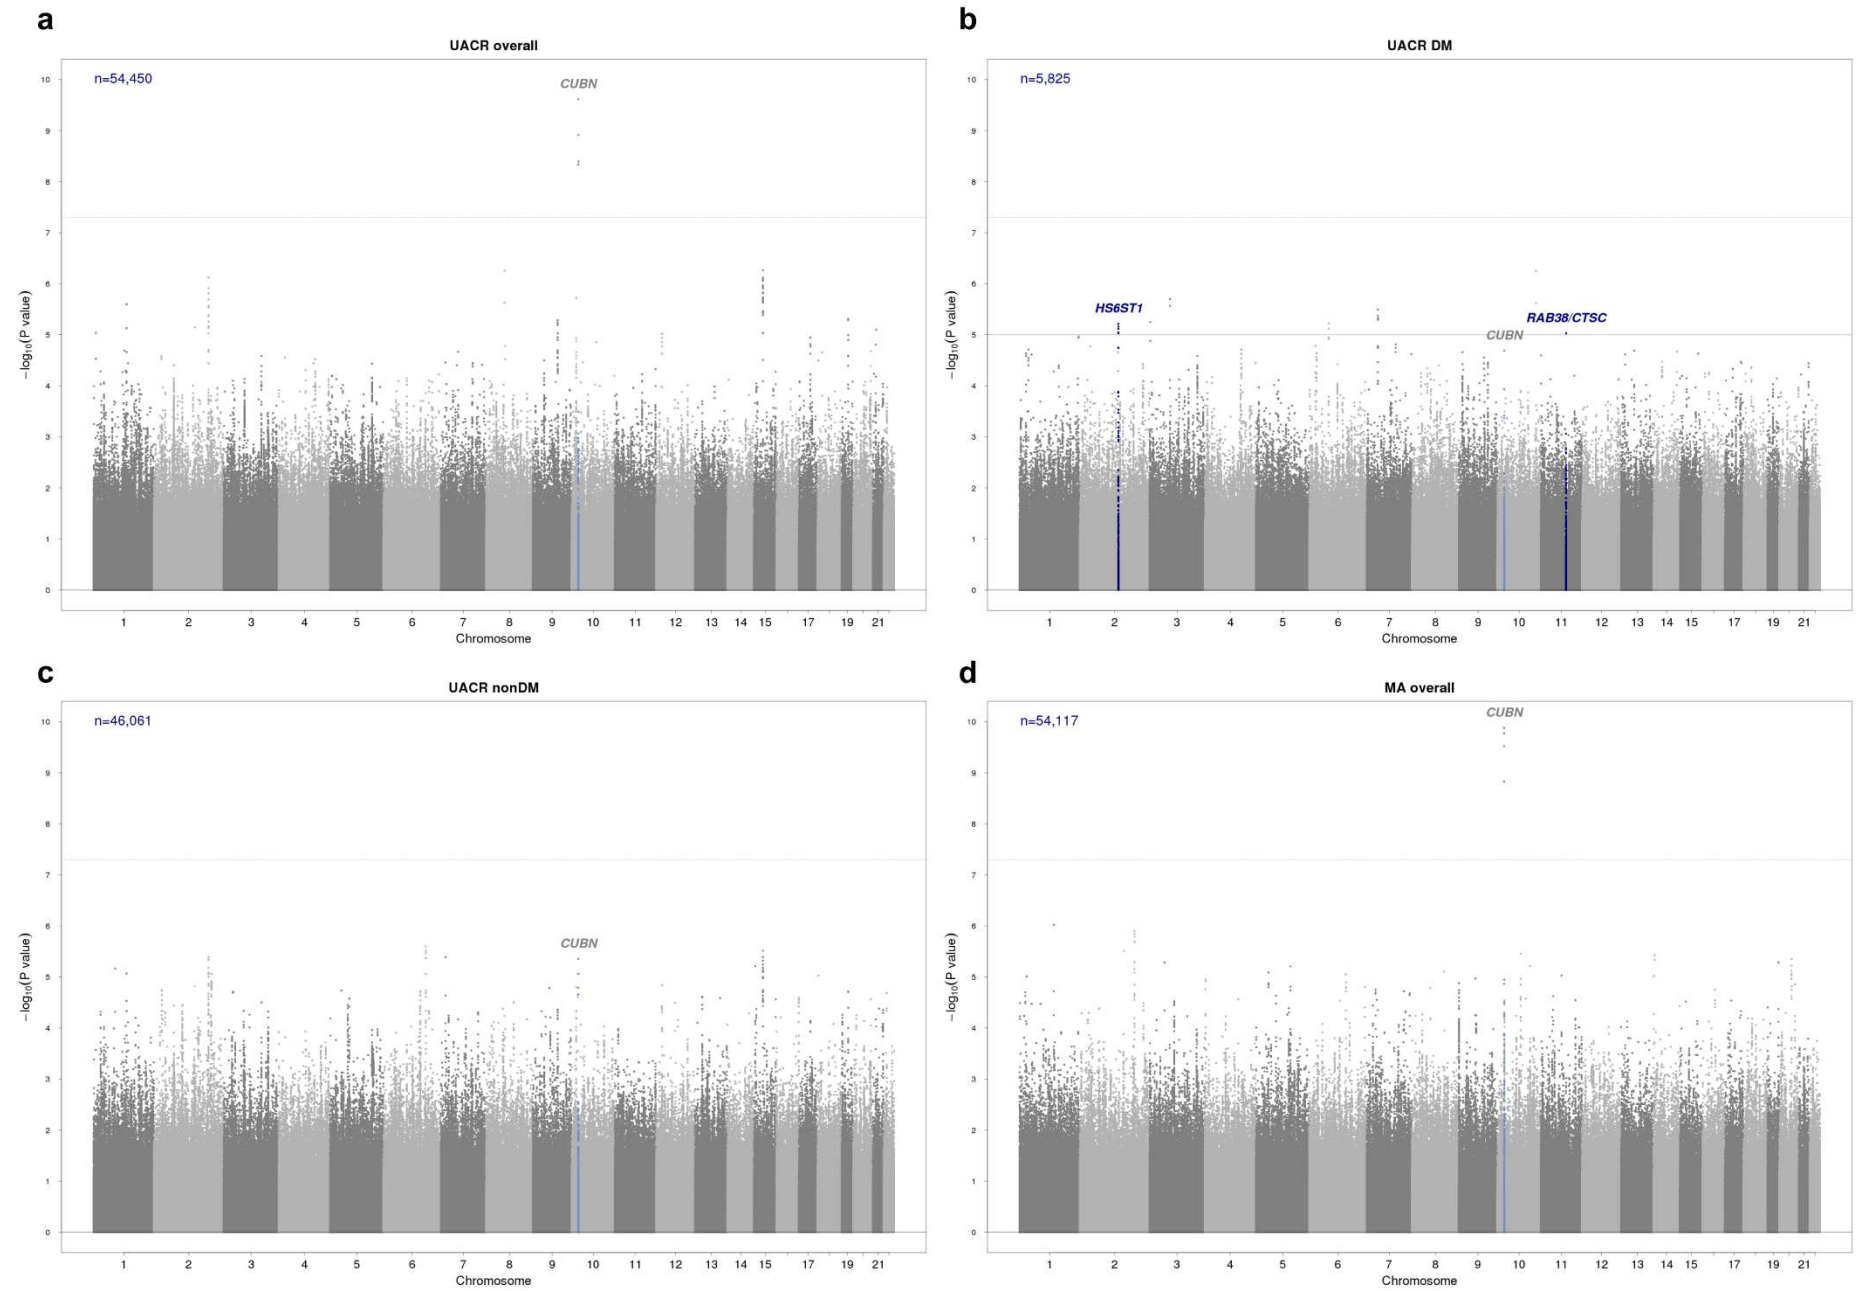 a
UACR overall
n=54,450
CUBN
10
9
8
7
6
5
4
3
2
1
0
−log10(P value)
1 2 3 4 5 6 7 8 9 10 11 12 13 14 15 17 19 21
Chromosome
b
UACR DM
n=5,825
10
9
8
7
6
5
4
3
2
1
0
HS6ST1
RAB38/CTSC
CUBN
−log10(P value)
1 2 3 4 5 6 7 8 9 10 11 12 13 14 15 17 19 21
Chromosome
c
UACR nonDM
n=46,061
10
9
8
7
6
5
4
3
2
1
0
CUBN
−log10(P value)
1 2 3 4 5 6 7 8 9 10 11 12 13 14 15 17 19 21
Chromosome
d
MA overall
CUBN
n=54,117
10
9
8
7
6
5
4
3
2
1
0
−log10(P value)
1 2 3 4 5 6 7 8 9 10 11 12 13 14 15 17 19 21
Chromosome